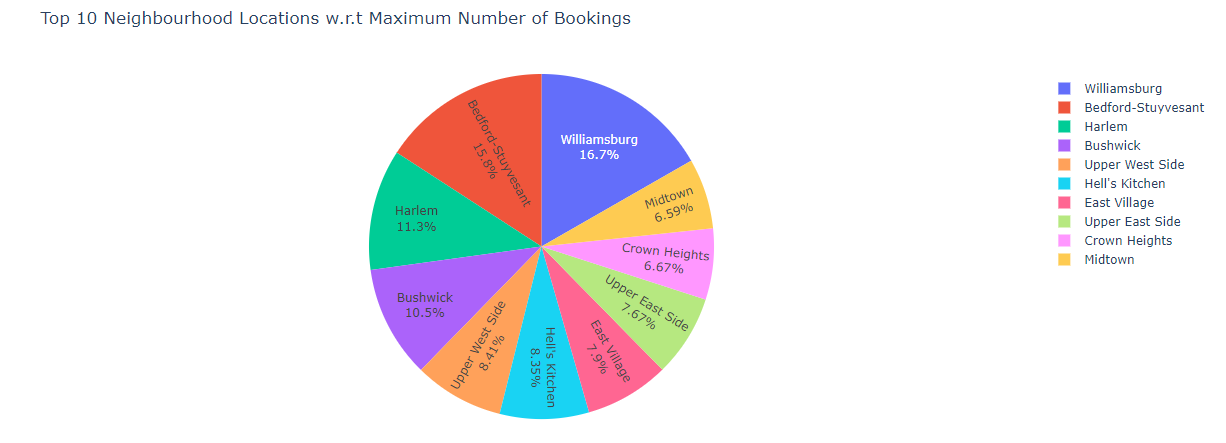 Top 10 Neighbourhood Locations w.r.t Maximum Number of Bookings
Williamsburg
16.7%
Midtown
6.59%
Crown Heights
6.67%
Upper East Side
7.67%
East Village
7.9%
Hell's Kitchen
8.35%
Upper West Side
8.41%
Bushwick
10.5%
Harlem
11.3%
Bedford-Stuyvesant
15.8%
Williamsburg
Bedford-Stuyvesant
Harlem
Bushwick
Upper West Side
Hell's Kitchen
East Village
Upper East Side
Crown Heights
Midtown